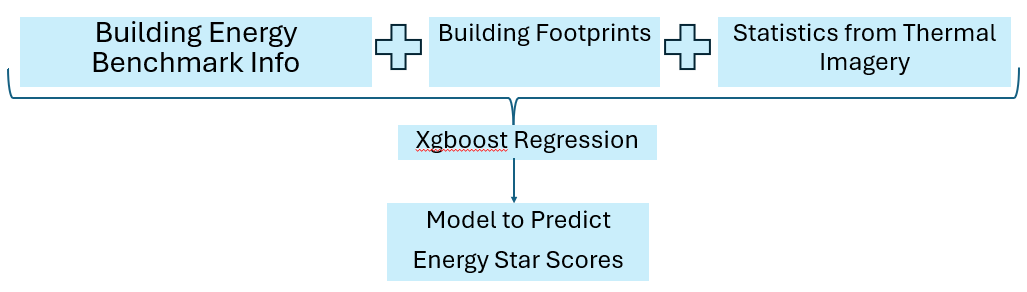 Building Energy
Benchmark Info
Building Footprints
Statistics from Thermal
Imagery
Xgboost Regression
Model to Predict
Energy Star Scores